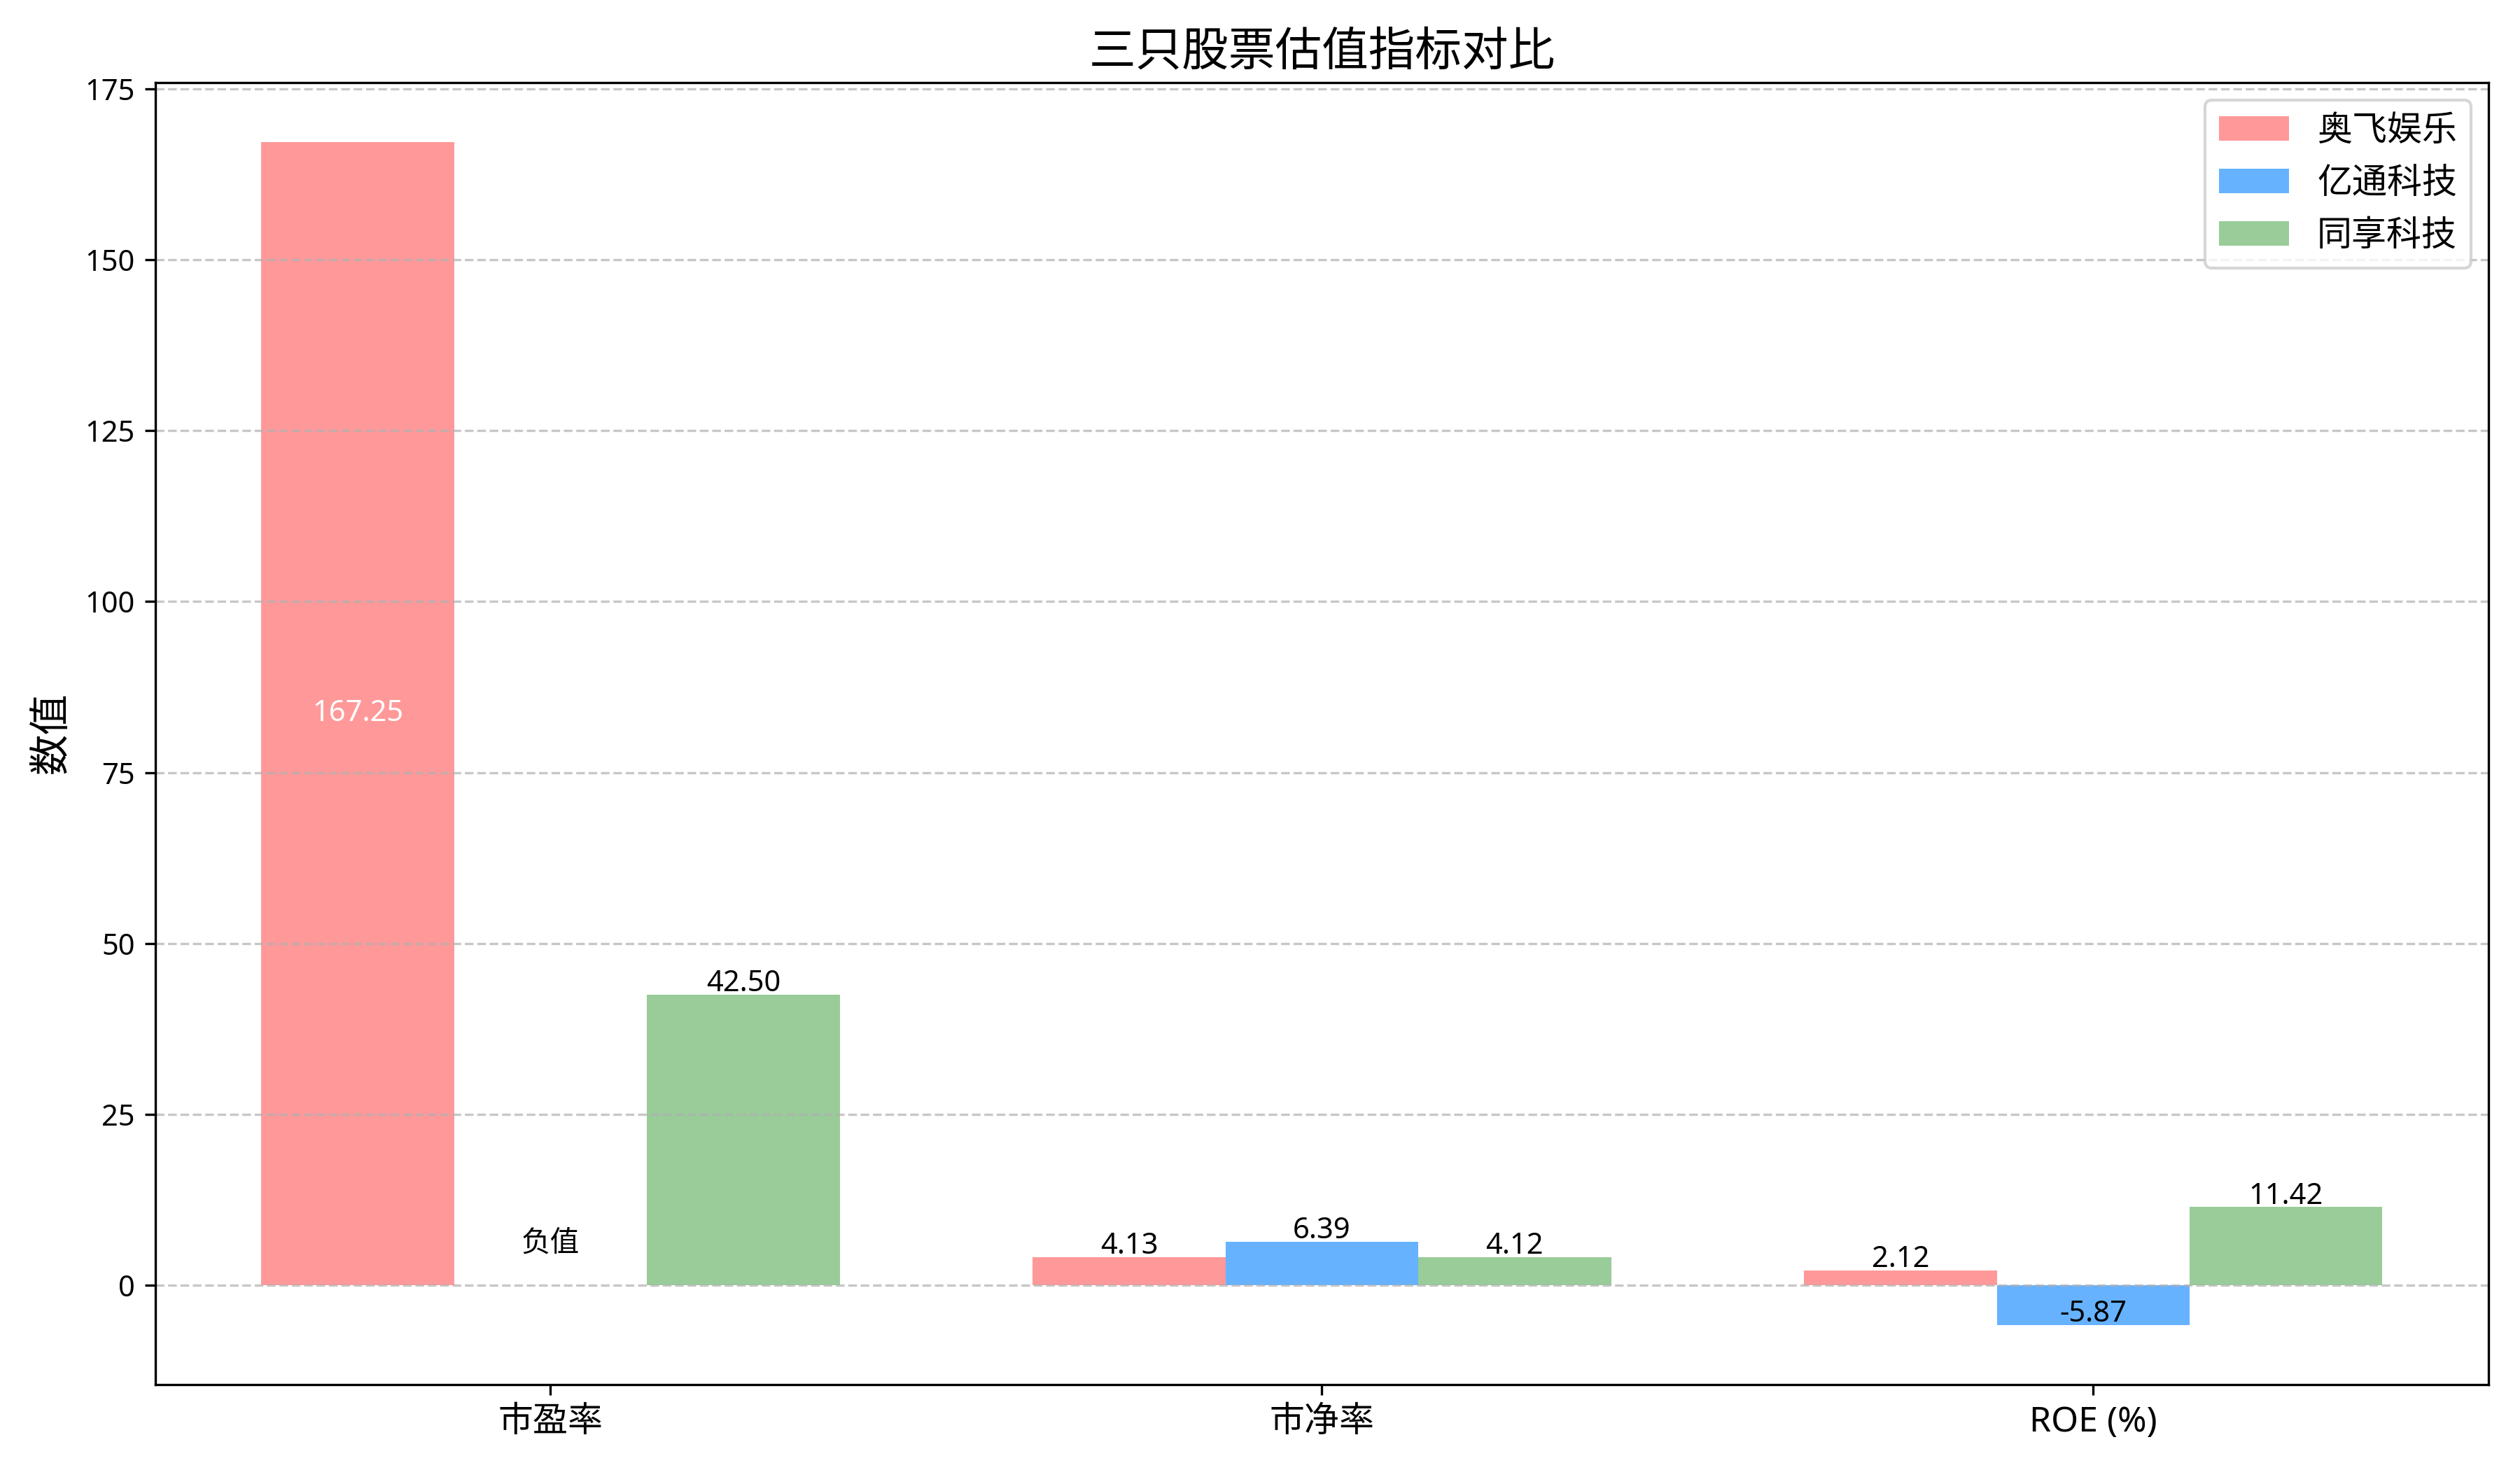 三只股票估值指标对比
175
150
125
100
75
50
25
0
数值
奥飞娱乐
亿通科技
同享科技
167.25
负值
42.50
4.13
6.39
4.12
2.12
-5.87
11.42
市盈率
市净率
ROE (%)